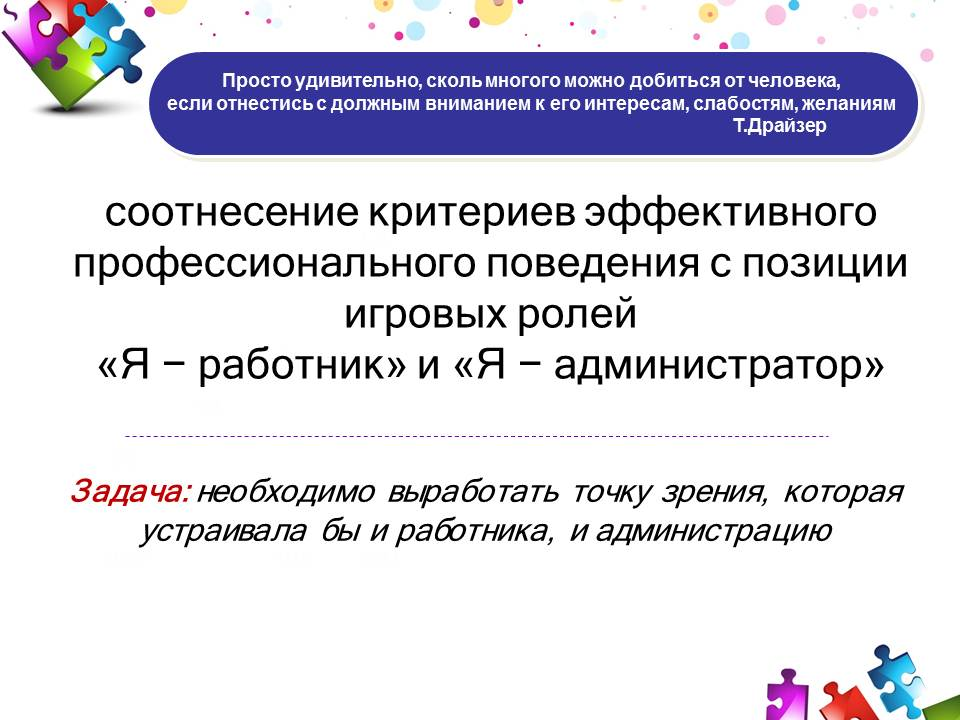 Просто удивительно, сколь многого можно добиться от человека,
если отнестись с должным вниманием к его интересам, слабостям, желаниям
Т.Драйзер
соотнесение критериев эффективного
профессионального поведения с позиции
игровых ролей
«Я – работник» и «Я – администратор»
Задача: необходимо выработать точку зрения, которая
устраивала бы и работника, и администрацию